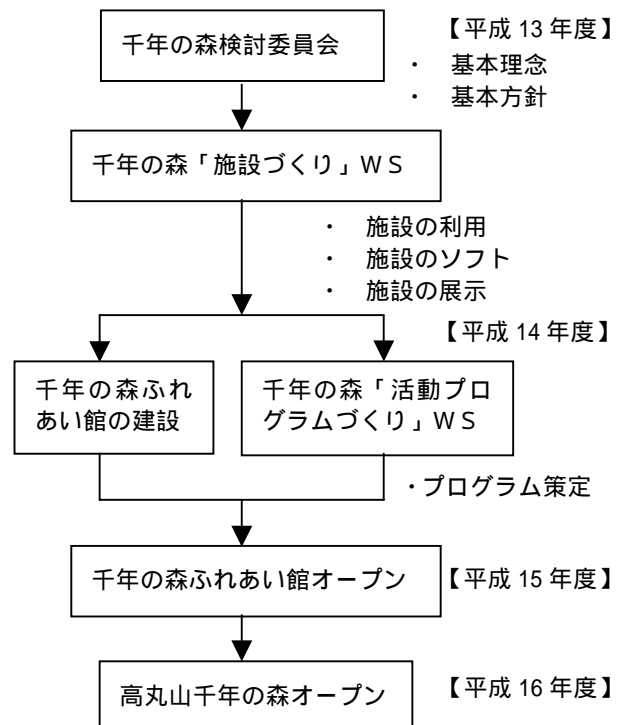 千年の森検討委員会
【平成 13 年度】
・ 基本理念
・ 基本方針
千年の森「施設づくり」ＷＳ
・ 施設の利用
・ 施設のソフト
・ 施設の展示
【平成 14 年度】
千年の森ふれ
あい館の建設
千年の森「活動プロ
グラムづくり」ＷＳ
・プログラム策定
千年の森ふれあい館オープン
【平成 15 年度】
高丸山千年の森オープン
【平成 16 年度】